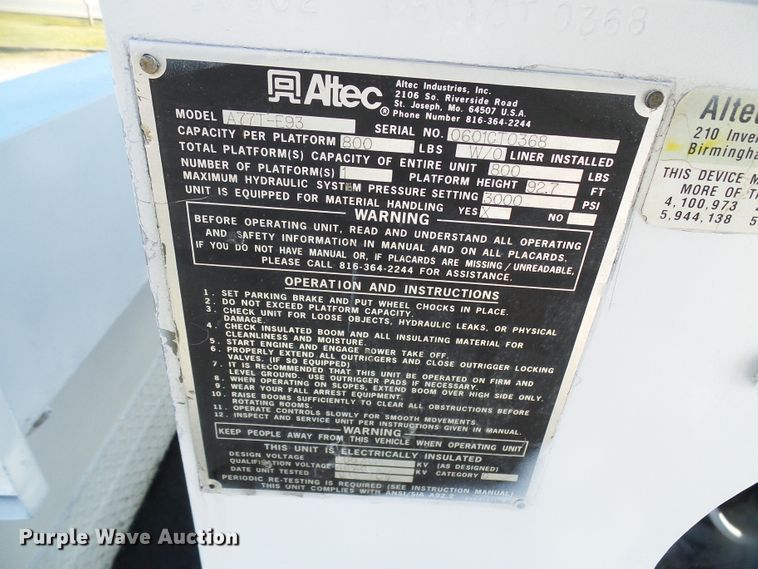 0368
Altec
Altec Industries, Inc.
2106 So. Riverside Road
St. Joseph, Mo. 64507 U.S.A.
Phone Number 816-364-2244
MODEL A77T-E93 SERIAL NO. 0601CT0368
CAPACITY PER PLATFORM 800 LBS W/O LINER INSTALLED
TOTAL PLATFORM(S) CAPACITY OF ENTIRE UNIT 800 LBS
NUMBER OF PLATFORM(S) 1 PLATFORM HEIGHT 92.7 FT
MAXIMUM HYDRAULIC SYSTEM PRESSURE SETTING 3000 PSI
UNIT IS EQUIPPED FOR MATERIAL HANDLING YES X NO
WARNING
BEFORE OPERATING UNIT, READ AND UNDERSTAND ALL OPERATING
AND SAFETY INFORMATION IN MANUAL AND ON ALL PLACARDS.
IF YOU DO NOT HAVE MANUAL OR, IF PLACARDS ARE MISSING/UNREADABLE,
PLEASE CALL 816-364-2244 FOR ASSISTANCE.
OPERATION AND INSTRUCTIONS
1. SET PARKING BRAKE AND PUT WHEEL CHOCKS IN PLACE.
2. DO NOT EXCEED PLATFORM CAPACITY.
3. CHECK UNIT FOR LOOSE OBJECTS, HYDRAULIC LEAKS, OR PHYSICAL
DAMAGE.
4. CHECK INSULATED BOOM AND ALL INSULATING MATERIAL FOR
CLEANLINESS AND MOISTURE.
5. START ENGINE AND ENGAGE POWER TAKE OFF.
6. PROPERLY EXTEND ALL OUTRIGGERS AND CLOSE OUTRIGGER LOCKING
VALVES. (IF SO EQUIPPED)
7. IT IS RECOMMENDED THAT THIS UNIT BE OPERATED ON FIRM AND
LEVEL GROUND. USE OUTRIGGER PADS IF NECESSARY.
8. WHEN OPERATING ON SLOPES, EXTEND BOOM OVER HIGH SIDE ONLY.
9. WEAR YOUR FALL ARREST EQUIPMENT.
10. RAISE BOOMS SUFFICIENTLY TO CLEAR ALL OBSTRUCTIONS BEFORE
ROTATING BOOMS.
11. OPERATE CONTROLS SLOWLY FOR SMOOTH MOVEMENTS.
12. INSPECT AND SERVICE UNIT PER INSTRUCTIONS GIVEN IN MANUAL.
WARNING
KEEP PEOPLE AWAY FROM THIS VEHICLE WHEN OPERATING UNIT
THIS UNIT IS ELECTRICALLY INSULATED
DESIGN VOLTAGE KV (AS DESIGNED)
QUALIFICATION VOLTAGE KV CATEGORY
DATE UNIT TESTED
PERIODIC RE-TESTING IS REQUIRED (SEE INSTRUCTION MANUAL)
THIS UNIT COMPLIES WITH ANSI/SIA A92.2
Altec
210 Inver
Birmingha
THIS DEVICE M
MORE OF T
4,100,973
5,944,138 5
Purple Wave Auction